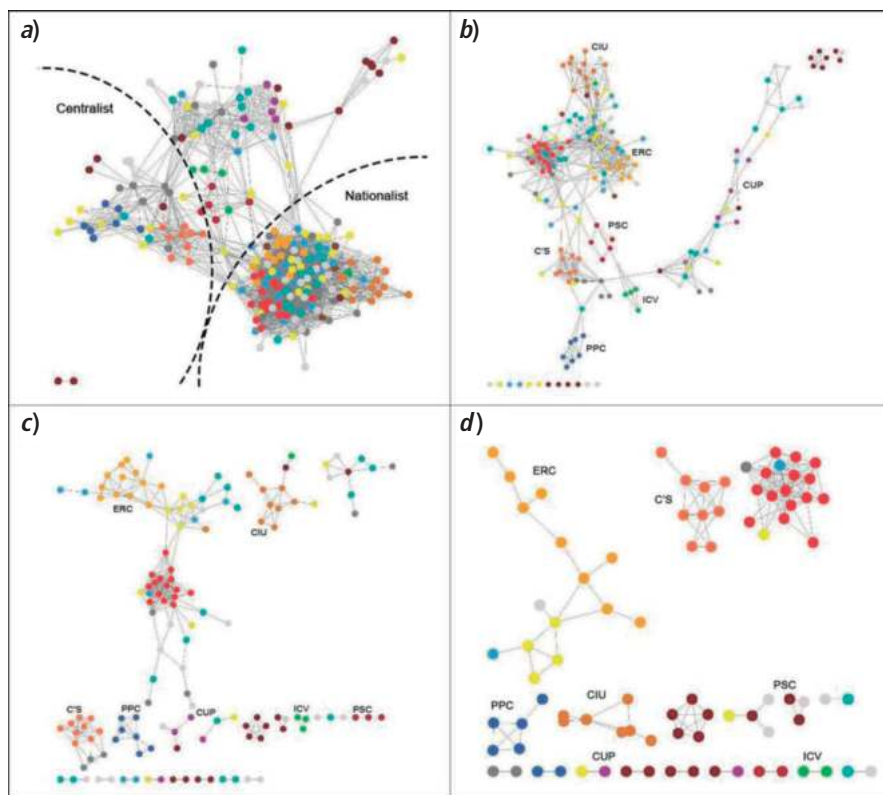 a)
Centralist
Nationalist
b)
CIU
ERC
CUP
PSC
C'S
ICV
PPC
c)
ERC
CIU
C'S
PPC
CUP
ICV
PSC
d)
ERC
C'S
PPC
CIU
PSC
CUP
ICV